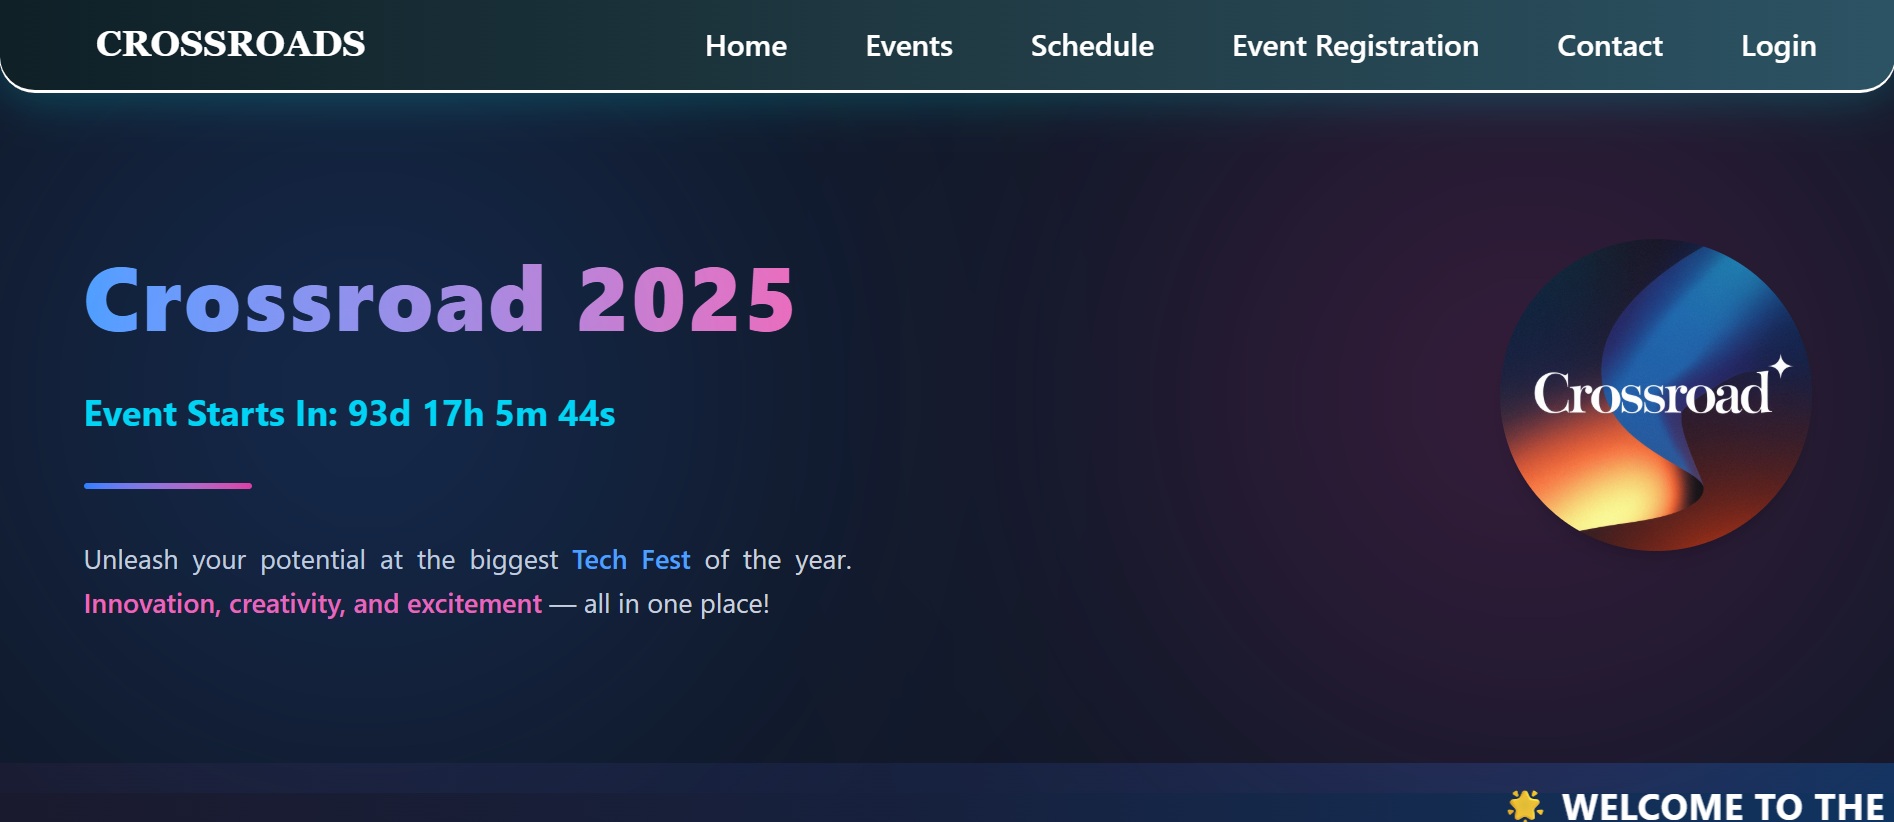 CROSSROADS Home Events Schedule Event Registration Contact Login
Crossroad 2025
Event Starts In: 93d 17h 5m 44s
Crossroad
Unleash your potential at the biggest Tech Fest of the year.
Innovation, creativity, and excitement — all in one place!
🌟 WELCOME TO THE